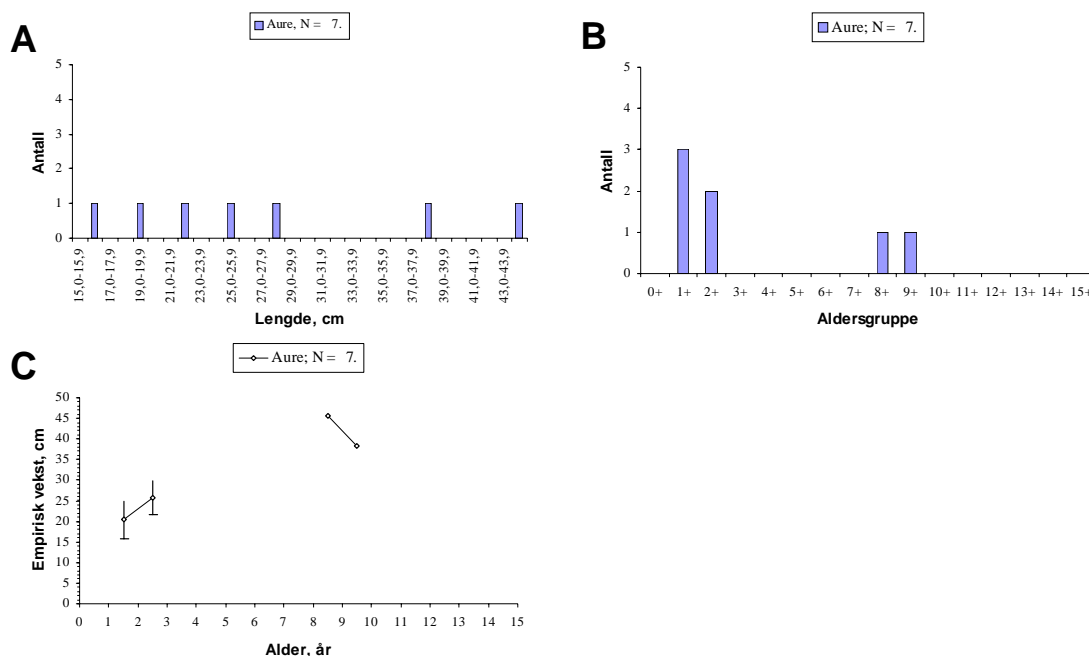 A
Aure, N = 7.
Antall
5
4
3
2
1
0
15,0-15,9
17,0-17,9
19,0-19,9
21,0-21,9
23,0-23,9
25,0-25,9
27,0-27,9
29,0-29,9
31,0-31,9
33,0-33,9
35,0-35,9
37,0-37,9
39,0-39,9
41,0-41,9
43,0-43,9
Lengde, cm
B
Aure; N = 7.
Antall
5
4
3
2
1
0
0+ 1+ 2+ 3+ 4+ 5+ 6+ 7+ 8+ 9+ 10+ 11+ 12+ 13+ 14+ 15+
Aldersgruppe
C
Aure; N = 7.
Empirisk vekst, cm
50
45
40
35
30
25
20
15
10
5
0
0 1 2 3 4 5 6 7 8 9 10 11 12 13 14 15
Alder, år